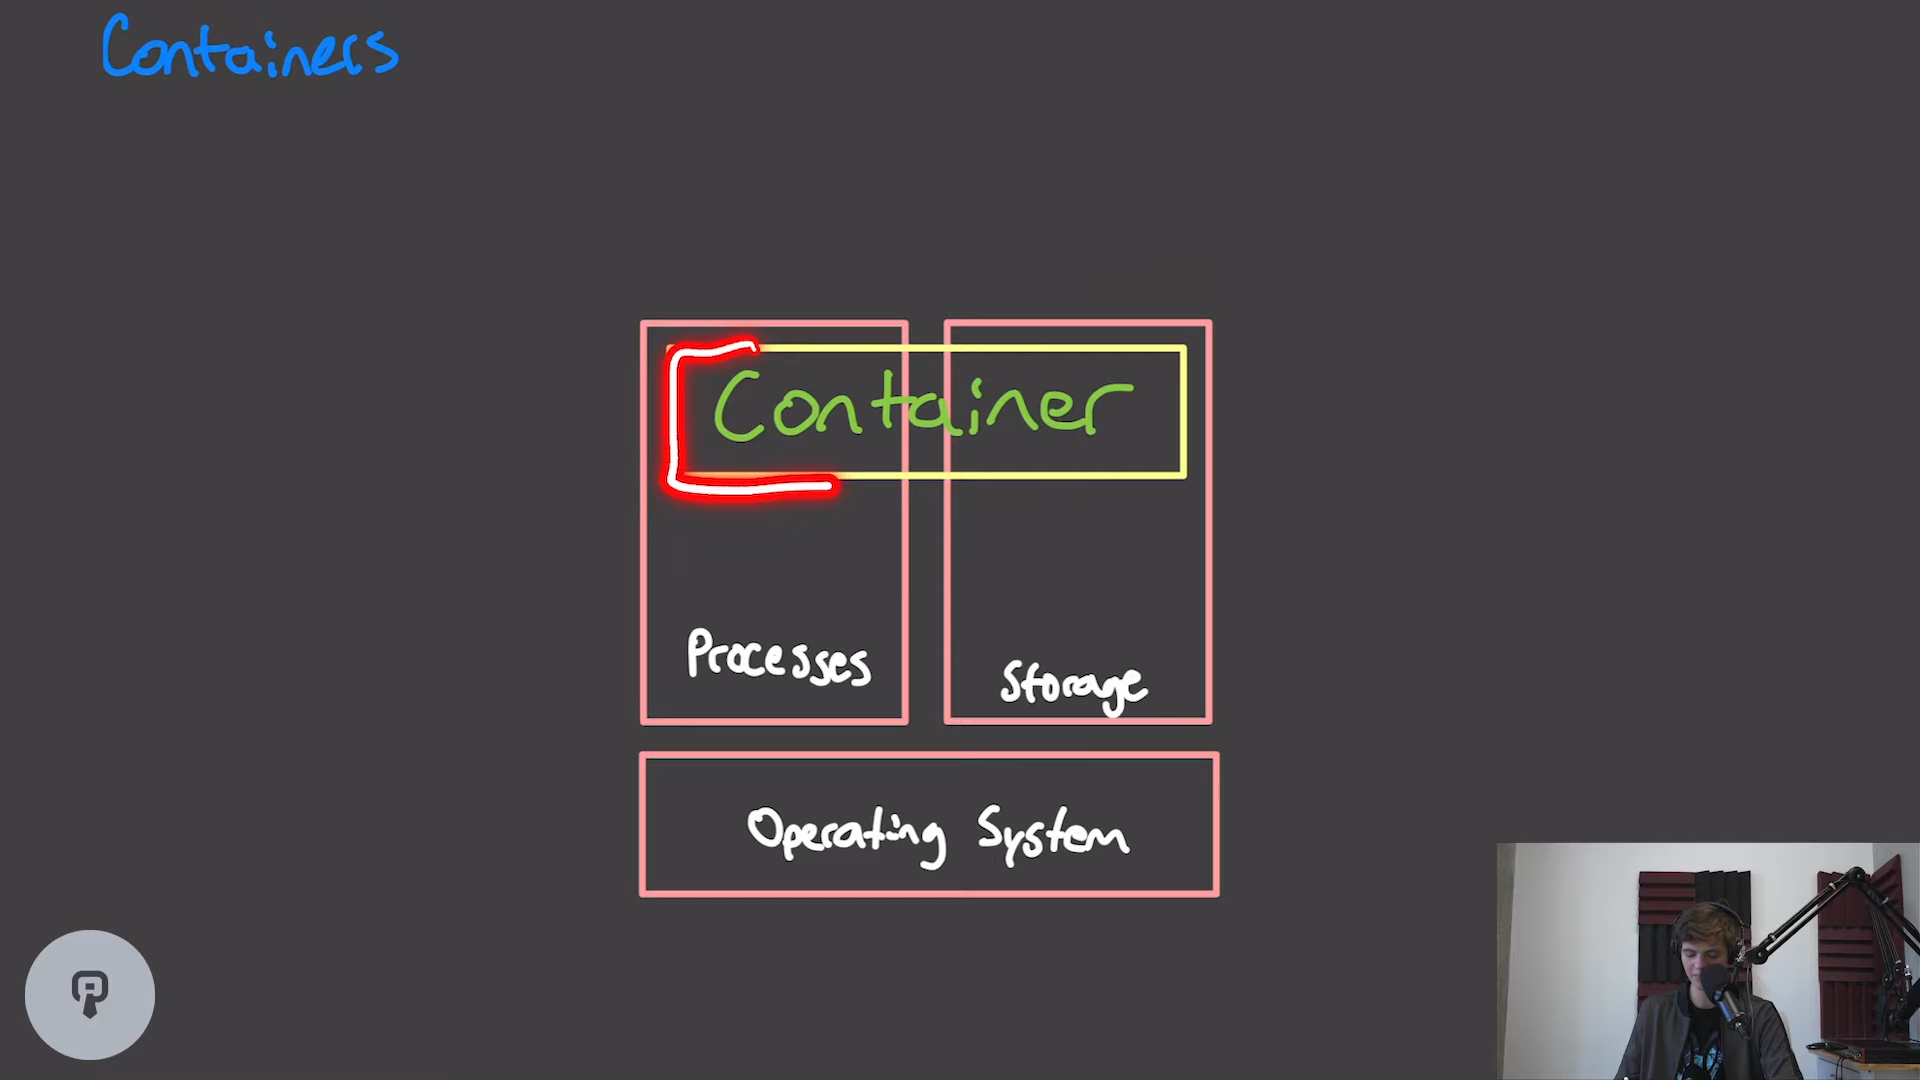 Containers
Container
Processes
Storage
Operating System